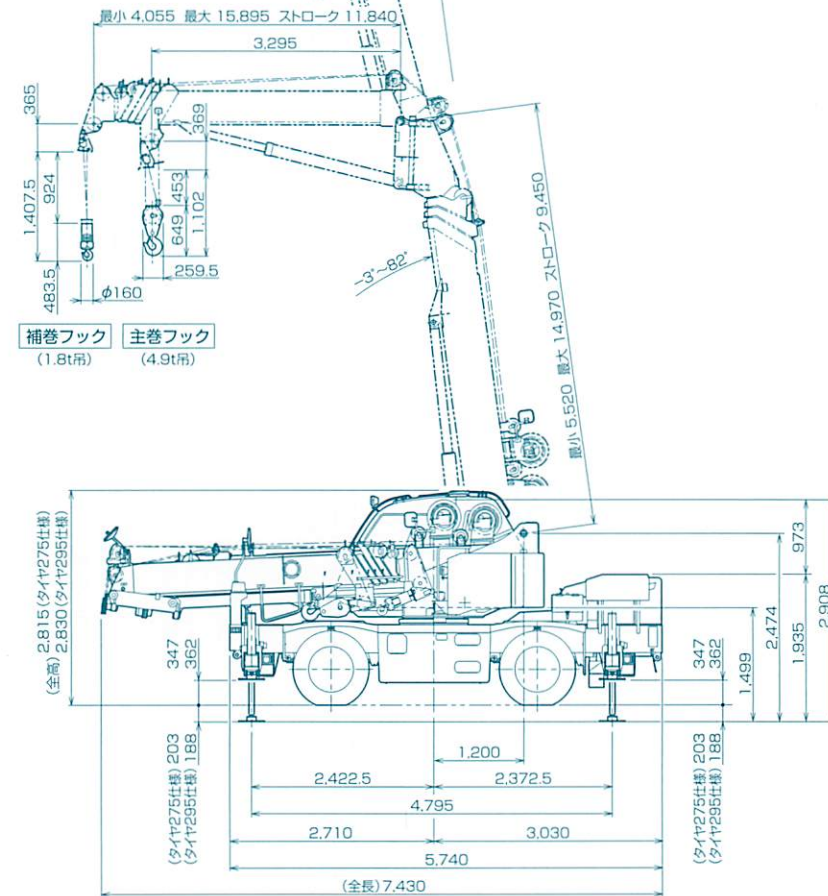 最小 4,055 最大 15,895 ストローク 11,840
3,295
365
369
1,407.5
924
453
1,102
649
483.5
259.5
φ160
-3°~82°
最小 5,520 最大 14,970 ストローク 9,450
補巻フック
(1.8t吊)
主巻フック
(4.9t吊)
(全高) 2,815(タイヤ275仕様)
2,830(タイヤ295仕様)
347
362
973
2,474
1,935
2,908
1,499
347
362
1,200
2,422.5
2,372.5
4,795
(タイヤ275仕様) 203
(タイヤ295仕様) 188
(タイヤ275仕様) 203
(タイヤ295仕様) 188
2,710
3,030
5,740
(全長) 7,430